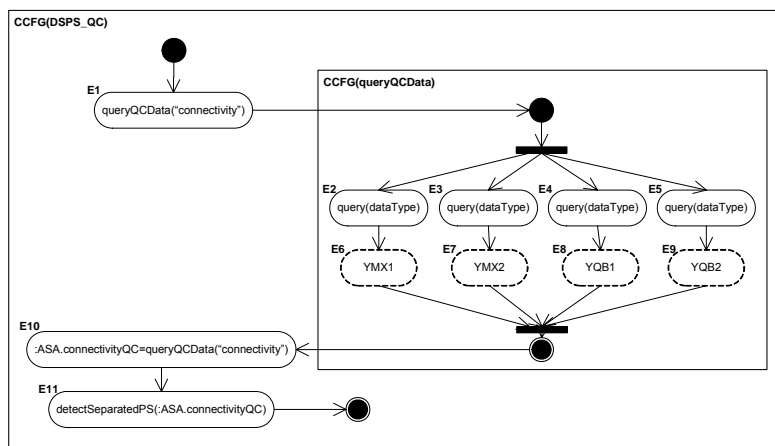 CCFG(DSPS_QC)
E1
queryQCData(“connectivity”)
CCFG(queryQCData)
E2
query(dataType)
E3
query(dataType)
E4
query(dataType)
E5
query(dataType)
E6
YMX1
E7
YMX2
E8
YQB1
E9
YQB2
E10
:ASA.connectivityQC=queryQCData(“connectivity”)
E11
detectSeparatedPS(:ASA.connectivityQC)